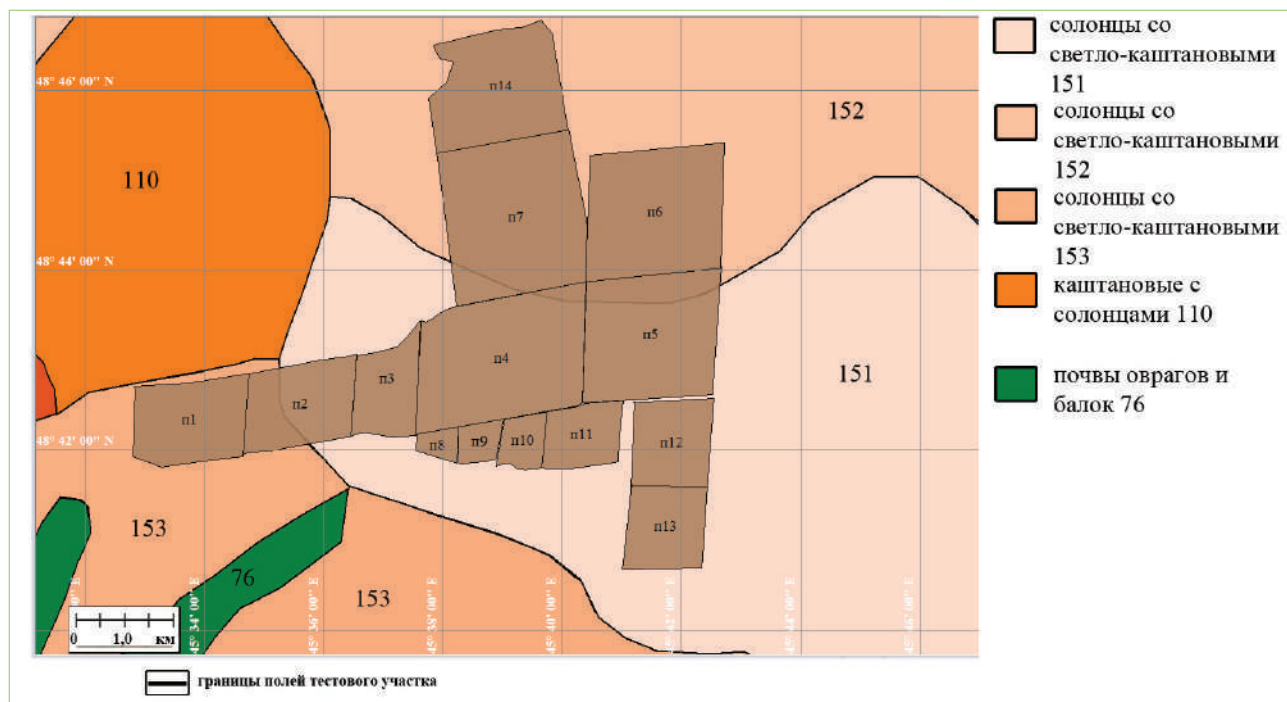 48° 46' 00'' N
48° 44' 00'' N
48° 42' 00'' N
110
152
151
153
153
76
п14
п7
п6
п5
п4
п3
п2
п1
п8
п9
п10
п11
п12
п13
45° 34' 00'' E
45° 36' 00'' E
45° 38' 00'' E
45° 40' 00'' E
45° 42' 00'' E
45° 44' 00'' E
45° 46' 00'' E
0 1,0 км
солонцы со
светло-каштановыми
151
солонцы со
светло-каштановыми
152
солонцы со
светло-каштановыми
153
каштановые с
солонцами 110
почвы оврагов и
балок 76
границы полей тестового участка